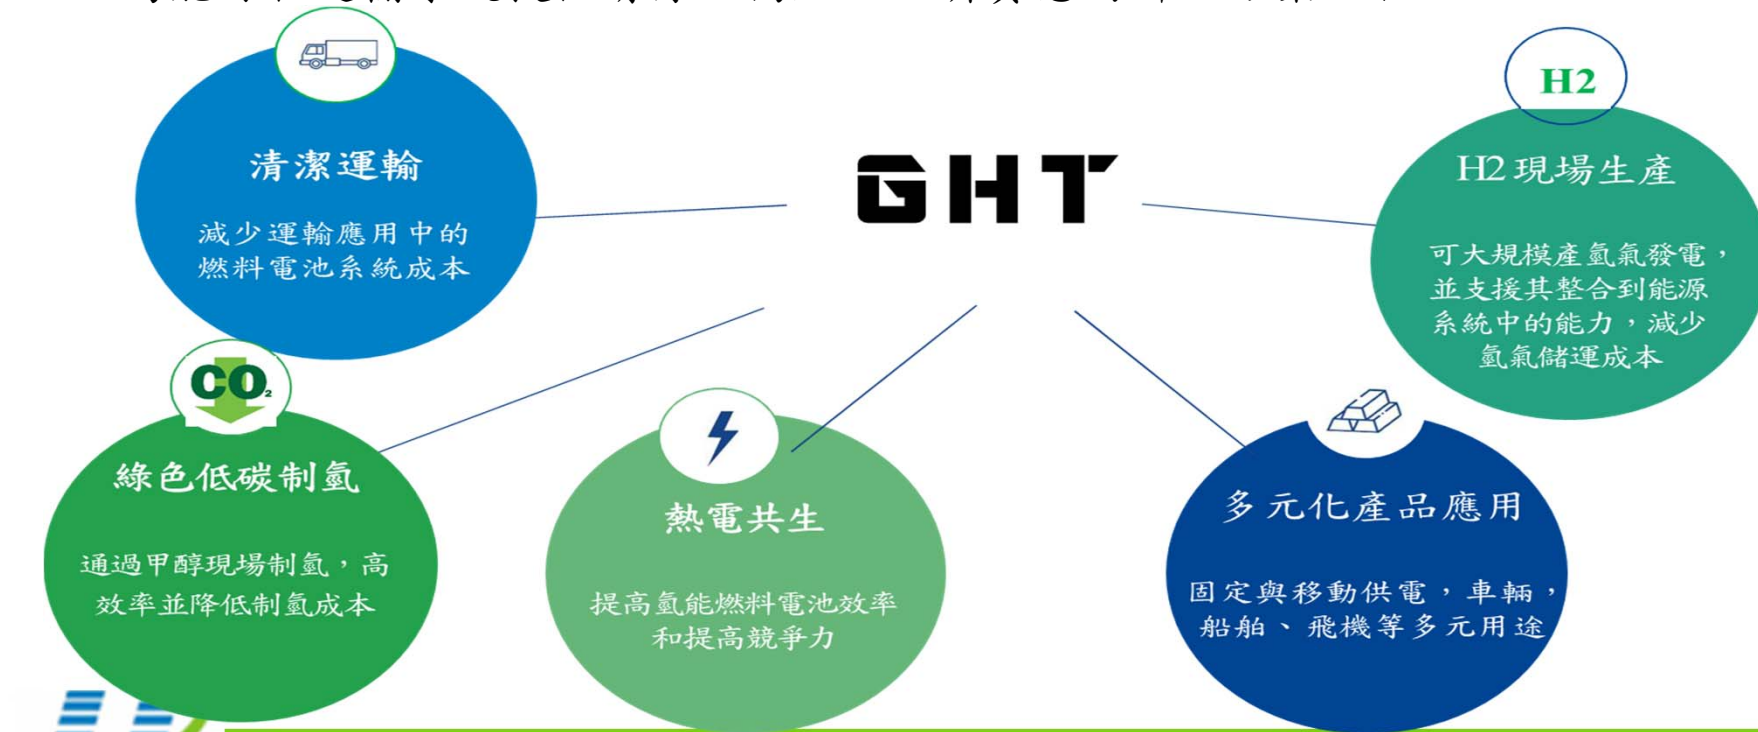 清潔運輸
減少運輸應用中的
燃料電池系統成本
GHT
H2
H2現場生產
可大規模產氫氣發電，
並支援其整合到能源
系統中的能力，減少
氫氣儲運成本
CO2
綠色低碳制氫
通過甲醇現場制氫，高
效率並降低制氫成本
熱電共生
提高氫能燃料電池效率
和提高競爭力
多元化產品應用
固定與移動供電，車輛，
船舶、飛機等多元用途